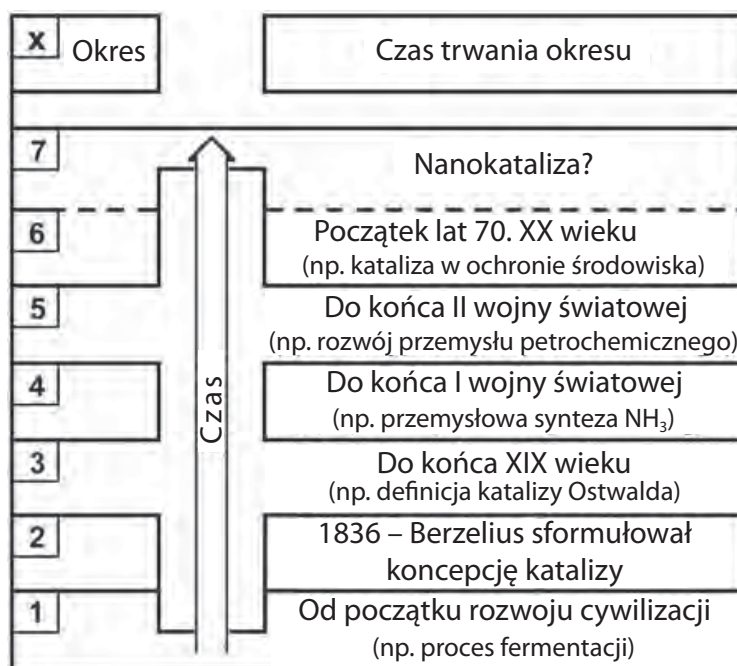 x Okres Czas trwania okresu
7 Nanokataliza?
6 Początek lat 70. XX wieku
(np. kataliza w ochronie środowiska)
5 Do końca II wojny światowej
(np. rozwój przemysłu petrochemicznego)
4 Do końca I wojny światowej
(np. przemysłowa synteza NH₃)
Czas
3 Do końca XIX wieku
(np. definicja katalizy Ostwalda)
2 1836 – Berzelius sformułował
koncepcję katalizy
1 Od początku rozwoju cywilizacji
(np. proces fermentacji)